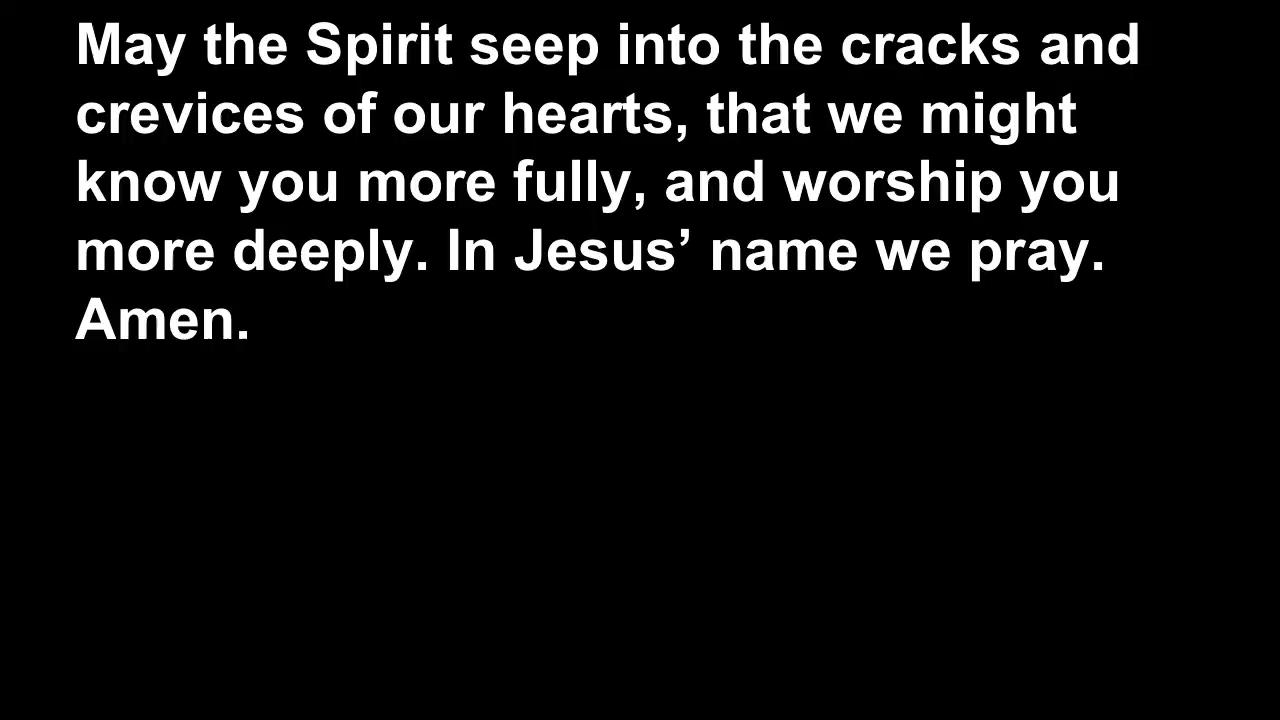 May the Spirit seep into the cracks and
crevices of our hearts, that we might
know you more fully, and worship you
more deeply. In Jesus’ name we pray.
Amen.